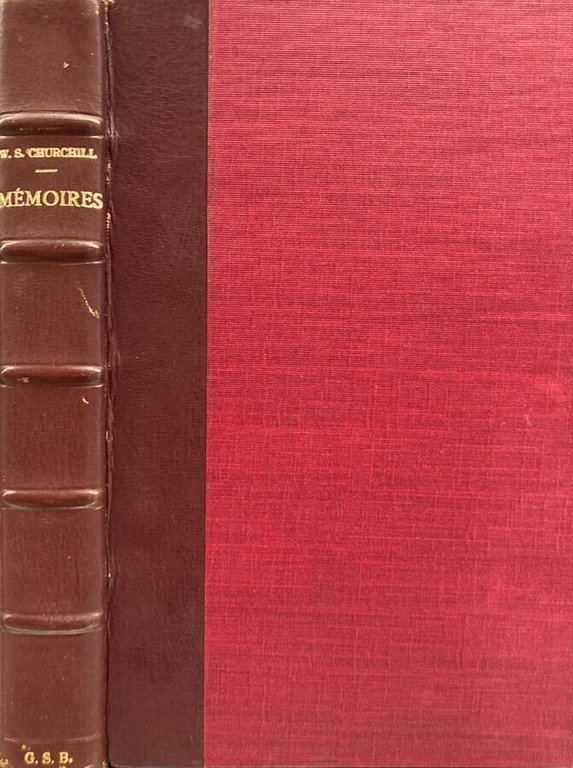 W. S. CHURCHILL
MÉMOIRES
G. S. B.